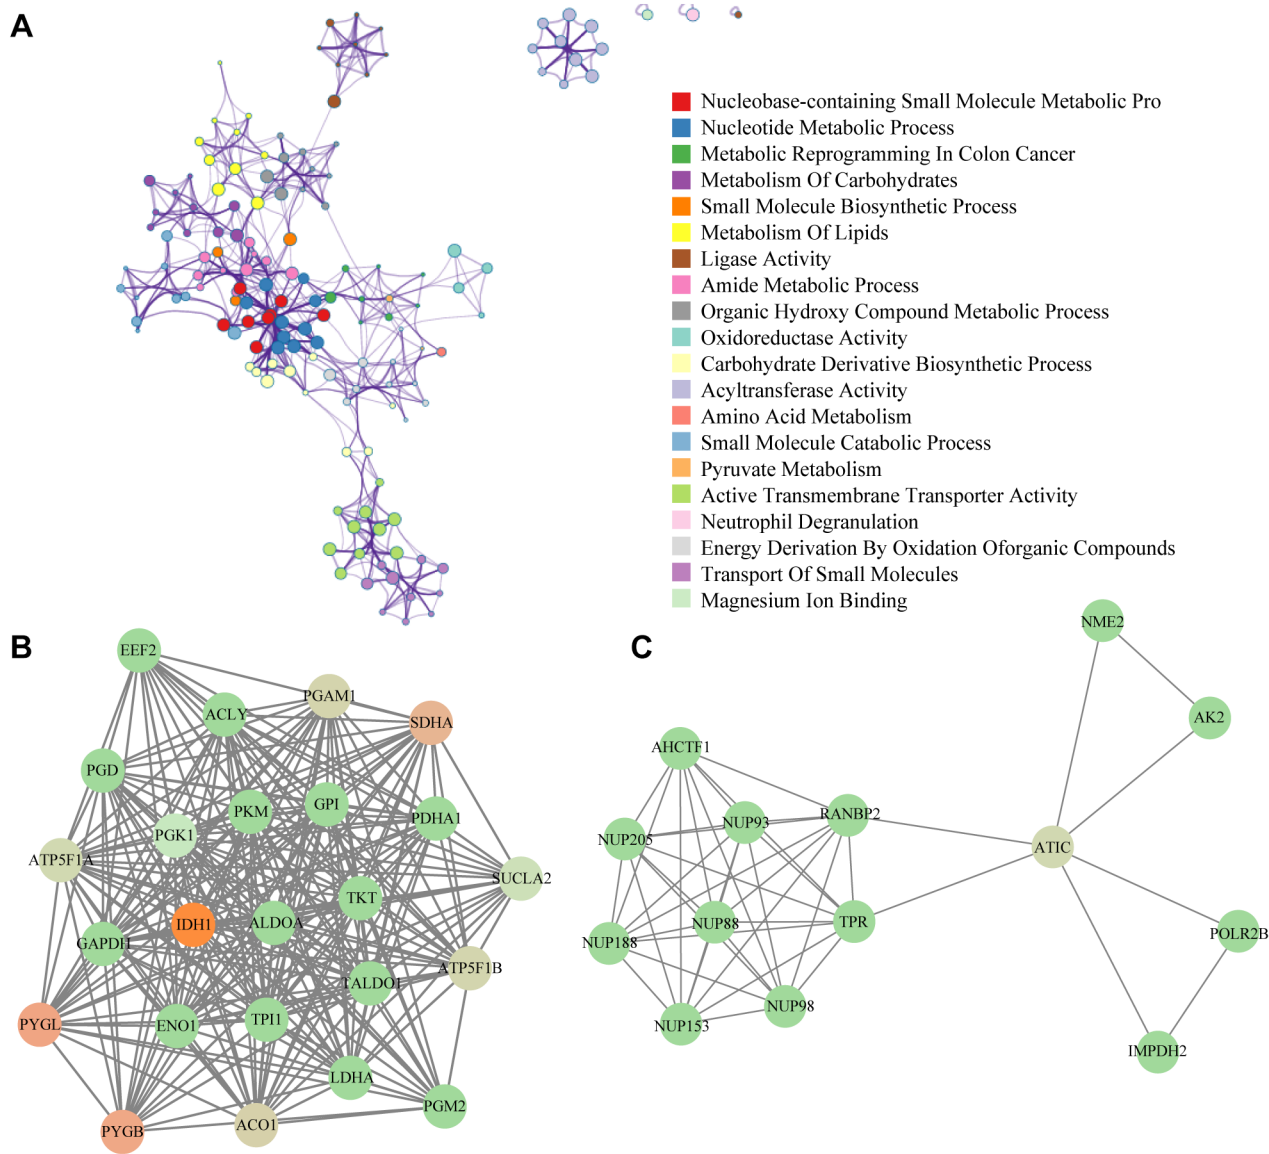 A
Nucleobase-containing Small Molecule Metabolic Pro
Nucleotide Metabolic Process
Metabolic Reprogramming In Colon Cancer
Metabolism Of Carbohydrates
Small Molecule Biosynthetic Process
Metabolism Of Lipids
Ligase Activity
Amide Metabolic Process
Organic Hydroxy Compound Metabolic Process
Oxidoreductase Activity
Carbohydrate Derivative Biosynthetic Process
Acyltransferase Activity
Amino Acid Metabolism
Small Molecule Catabolic Process
Pyruvate Metabolism
Active Transmembrane Transporter Activity
Neutrophil Degranulation
Energy Derivation By Oxidation Oforganic Compounds
Transport Of Small Molecules
Magnesium Ion Binding
B
EEF2
PGAM1
ACLY
SDHA
PGD
PKM
GPI
PDHA1
PGK1
ATP5F1A
SUCLA2
TKT
IDH1
ALDOA
GAPDH
ATP5F1B
TALDO1
PYGL
ENO1
TPI1
LDHA
PGM2
PYGB
ACO1
C
NME2
AK2
AHCTF1
RANBP2
NUP93
NUP205
ATIC
NUP88
TPR
NUP188
POLR2B
NUP98
NUP153
IMPDH2